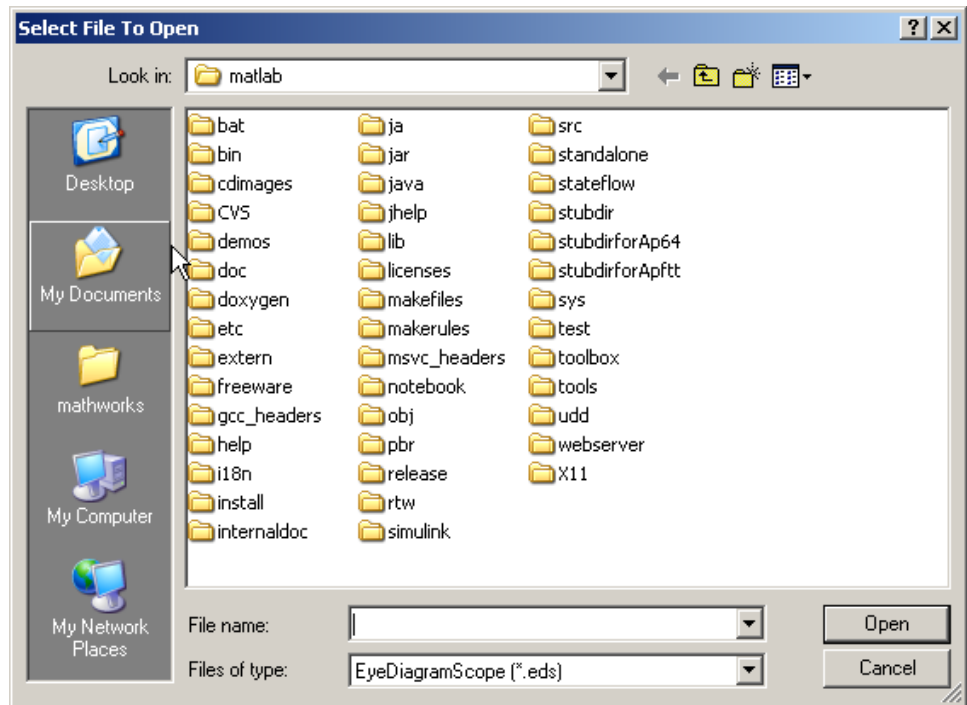 Select File To Open
Look in: matlab
Desktop
My Documents
mathworks
My Computer
My Network
Places
bat
bin
cdimages
CVS
demos
doc
doxygen
etc
extern
freeware
gcc_headers
help
i18n
install
internaldoc
ja
jar
java
jhelp
lib
licenses
makefiles
makerules
msvc_headers
notebook
obj
pbr
release
rtw
simulink
src
standalone
stateflow
stubdir
stubdirforAp64
stubdirforApftt
sys
test
toolbox
tools
udd
webserver
X11
File name:
Open
Files of type: EyeDiagramScope (*.eds)
Cancel